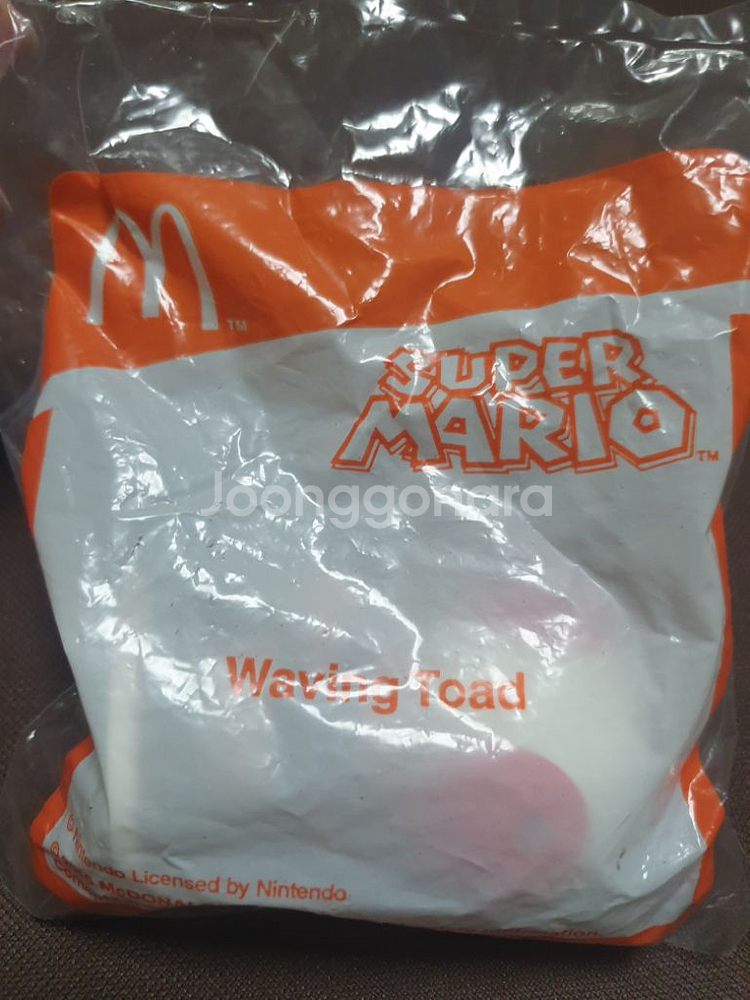 TM
SUPER
MARIO TM
Joonggonara
Waving Toad
Nintendo Licensed by Nintendo